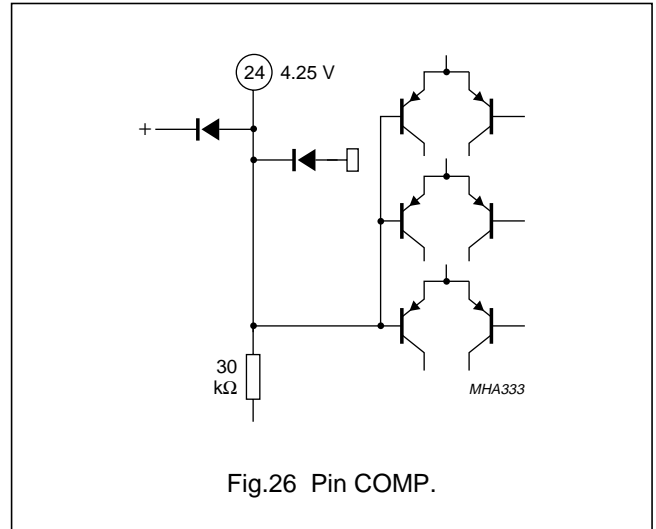 24 4.25 V
+
30
kΩ
MHA333
Fig.26 Pin COMP.